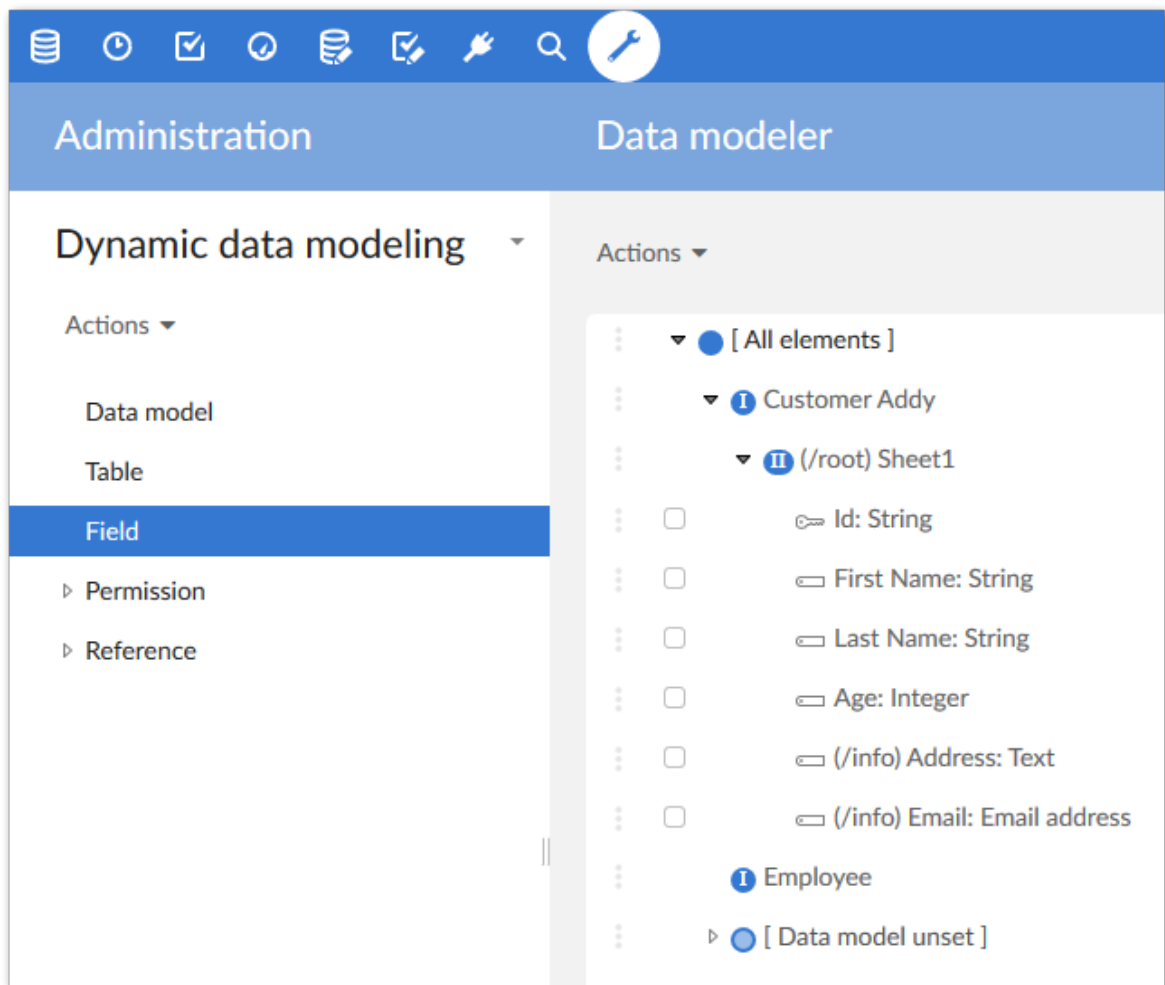 Administration
Data modeler
Dynamic data modeling
Actions
Data model
Table
Field
Permission
Reference
Actions
[ All elements ]
I Customer Addy
II (/root) Sheet1
Id: String
First Name: String
Last Name: String
Age: Integer
(/info) Address: Text
(/info) Email: Email address
I Employee
[ Data model unset ]